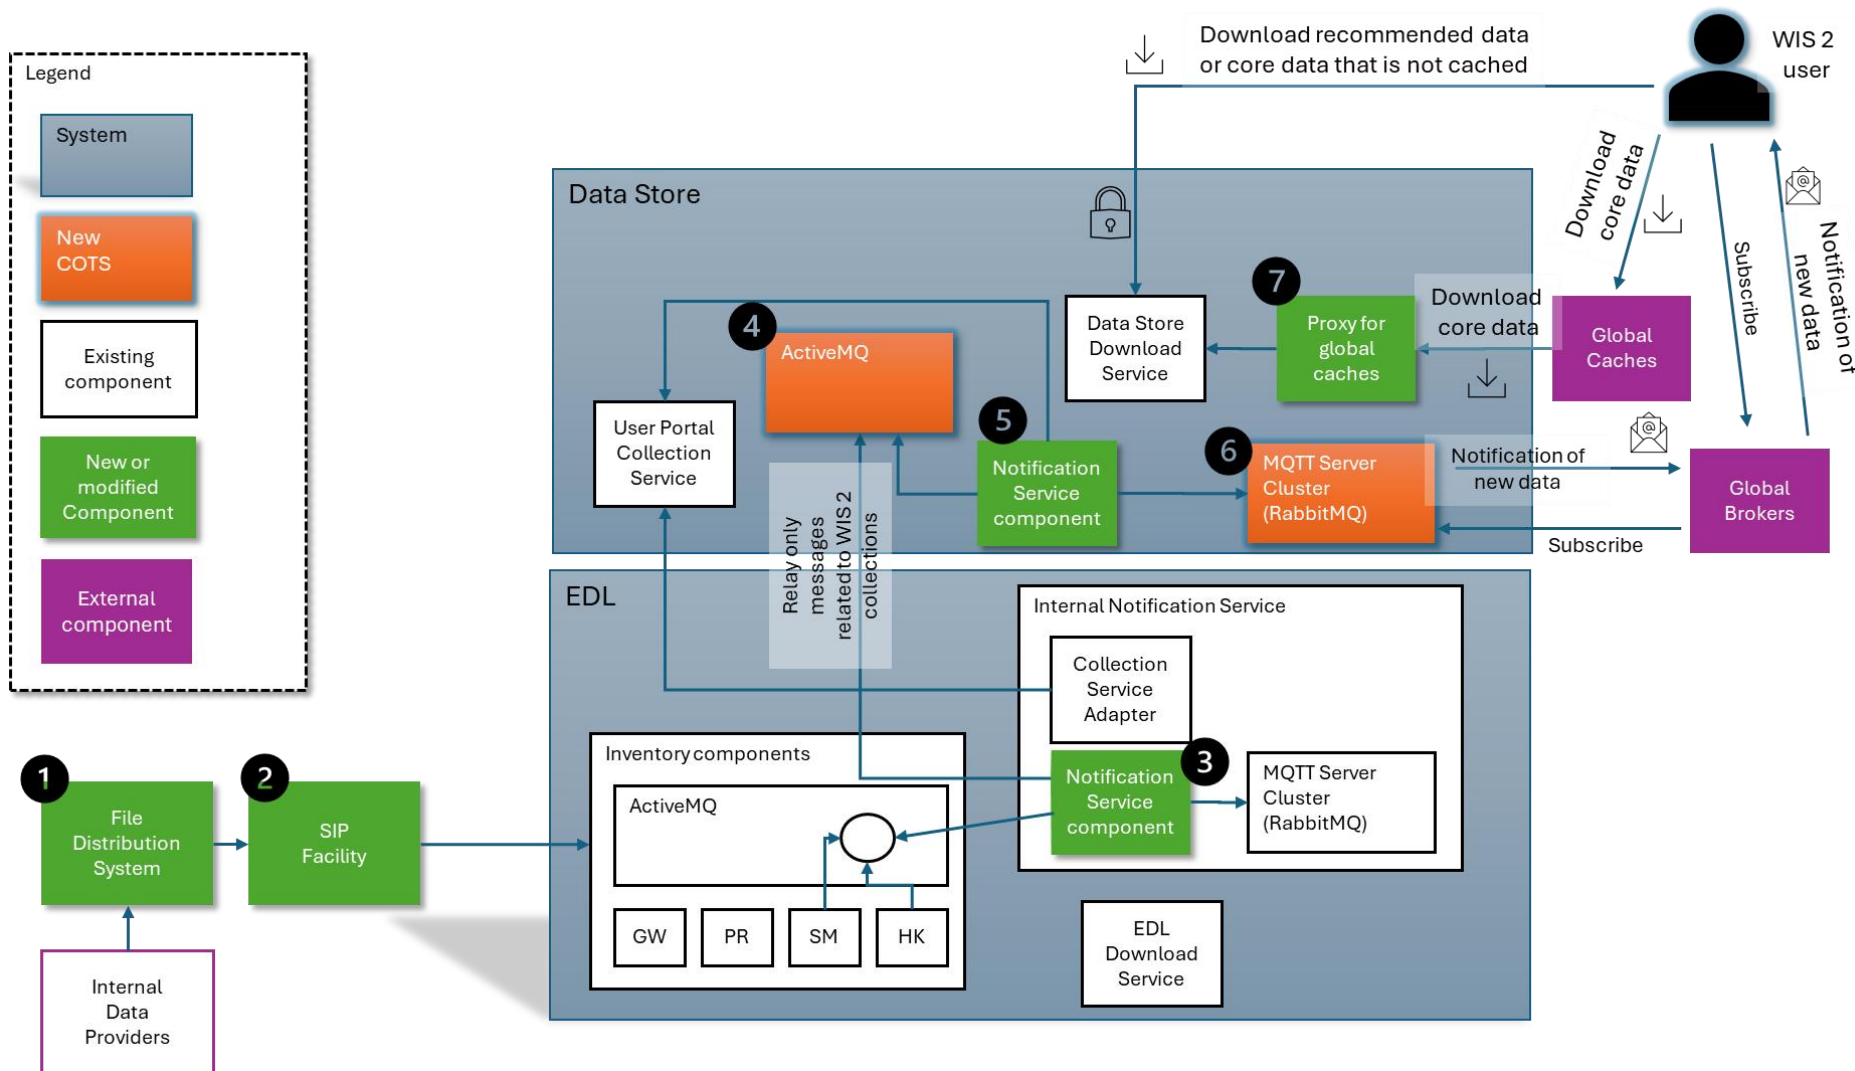 Legend
System
New
COTS
Existing
component
New or
modified
Component
External
component
Download recommended data
or core data that is not cached
WIS 2
user
Download
core data
Subscribe
Notification of
new data
Data Store
4
ActiveMQ
User Portal
Collection
Service
Data Store
Download
Service
7
Proxy for
global
caches
Download
core data
Global
Caches
5
Notification
Service
component
6
MQTT Server
Cluster
(RabbitMQ)
Notification of
new data
Subscribe
Global
Brokers
Relay only
messages
related to WIS 2
collections
EDL
Internal Notification Service
Collection
Service
Adapter
3
Notification
Service
component
MQTT Server
Cluster
(RabbitMQ)
Inventory components
ActiveMQ
GW
PR
SM
HK
EDL
Download
Service
1
File
Distribution
System
2
SIP
Facility
Internal
Data
Providers